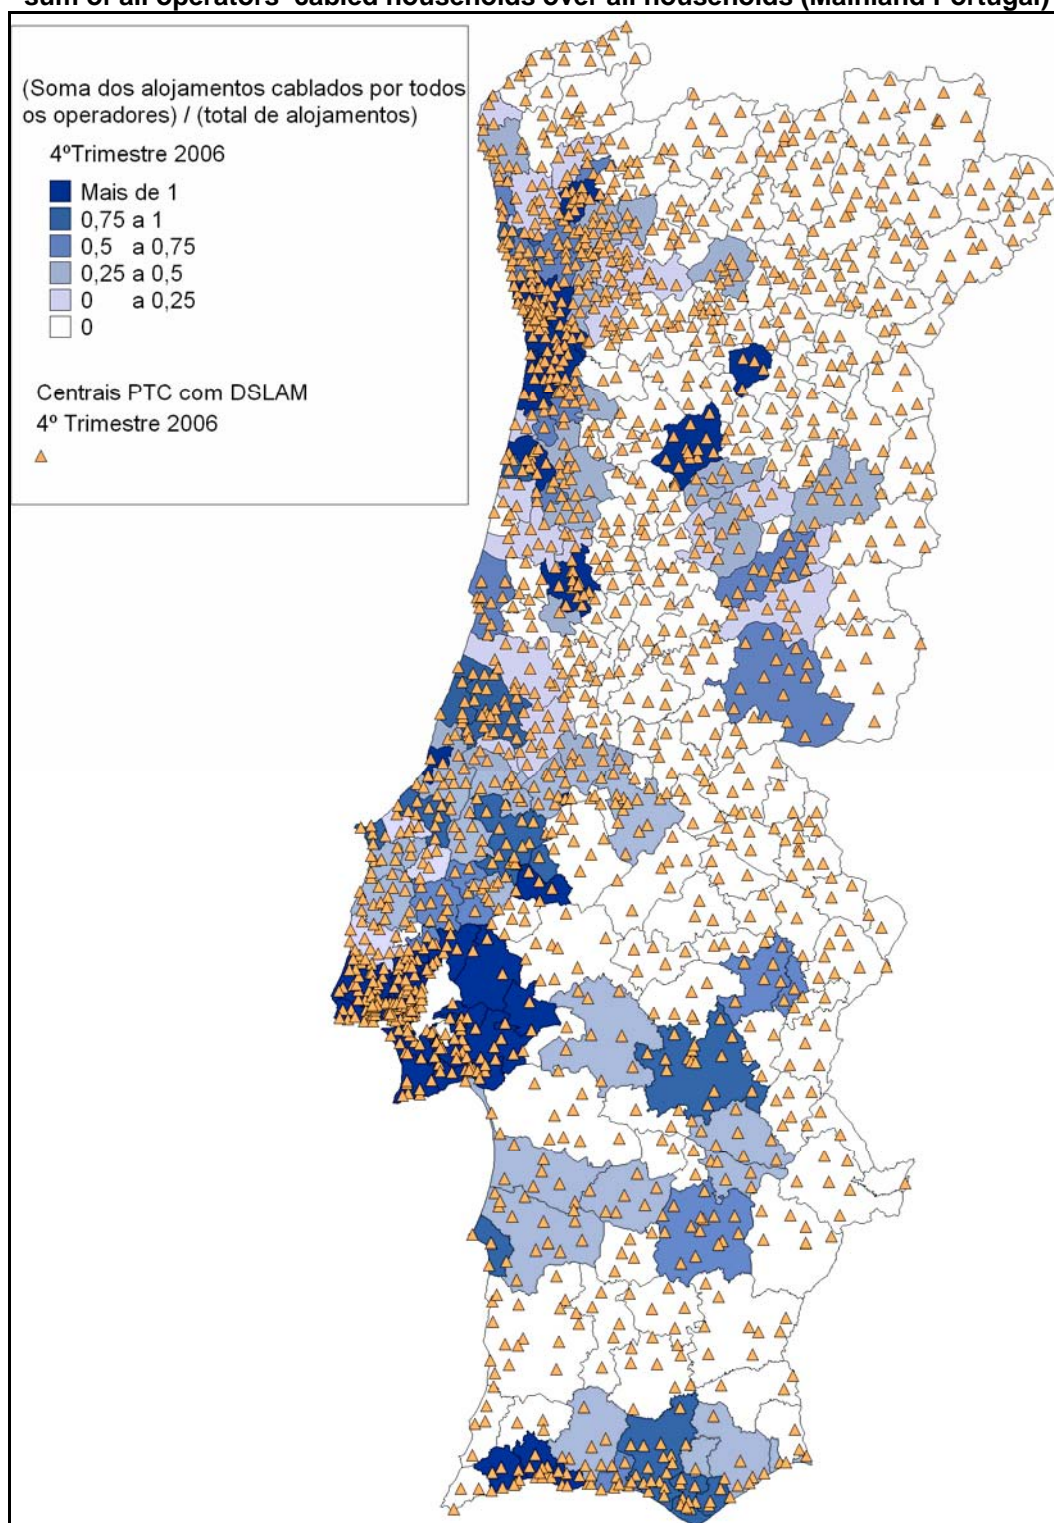 sum of all operators' cabled households over all households (Mainland Portugal)
(Soma dos alojamentos cablados por todos
os operadores) / (total de alojamentos)
4ºTrimestre 2006
Mais de 1
0,75 a 1
0,5 a 0,75
0,25 a 0,5
0 a 0,25
0
Centrais PTC com DSLAM
4º Trimestre 2006